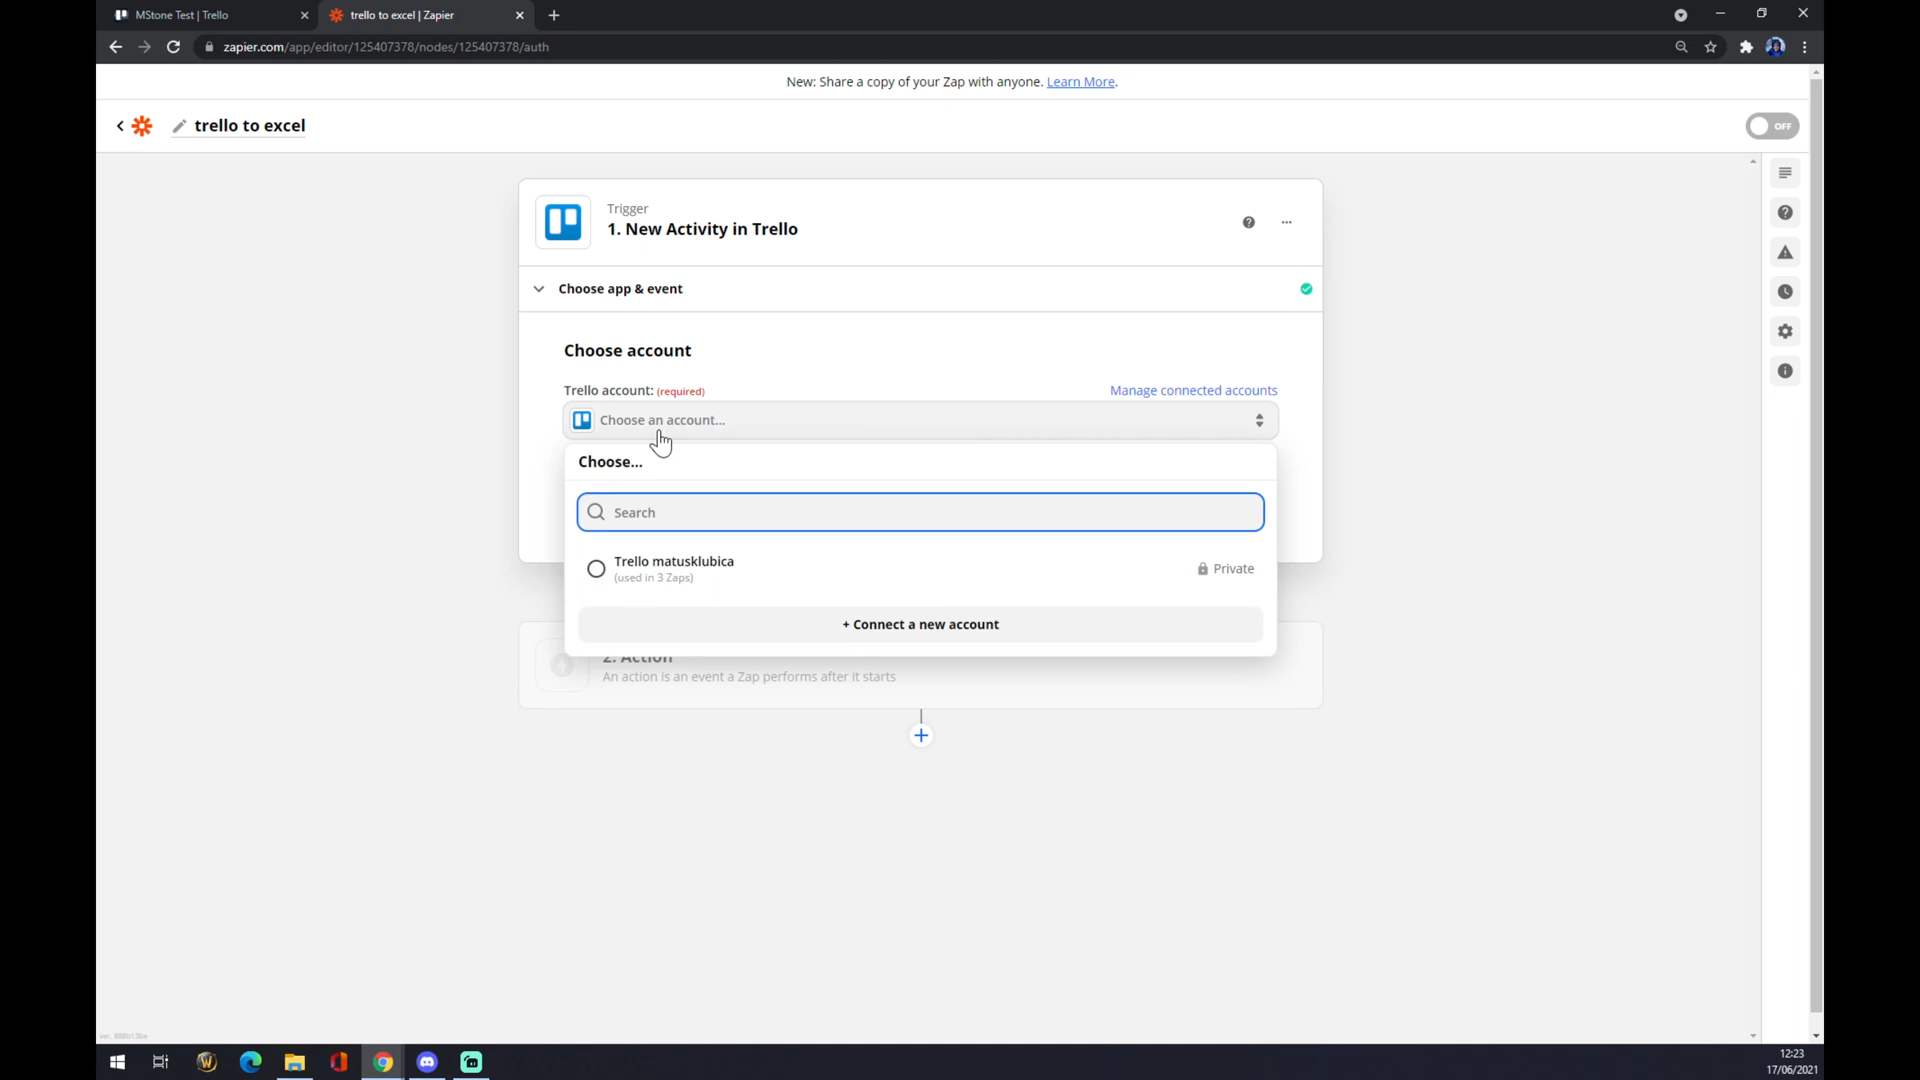 MStone Test | Trello
trello to excel | Zapier
zapier.com/app/editor/125407378/nodes/125407378/auth
New: Share a copy of your Zap with anyone. Learn More.
trello to excel
OFF
Trigger
1. New Activity in Trello
Choose app & event
Choose account
Trello account: (required)
Manage connected accounts
Choose an account...
Choose...
Search
Trello matusklubica
(used in 3 Zaps)
Private
+ Connect a new account
2. Action
An action is an event a Zap performs after it starts
12:23
17/06/2021